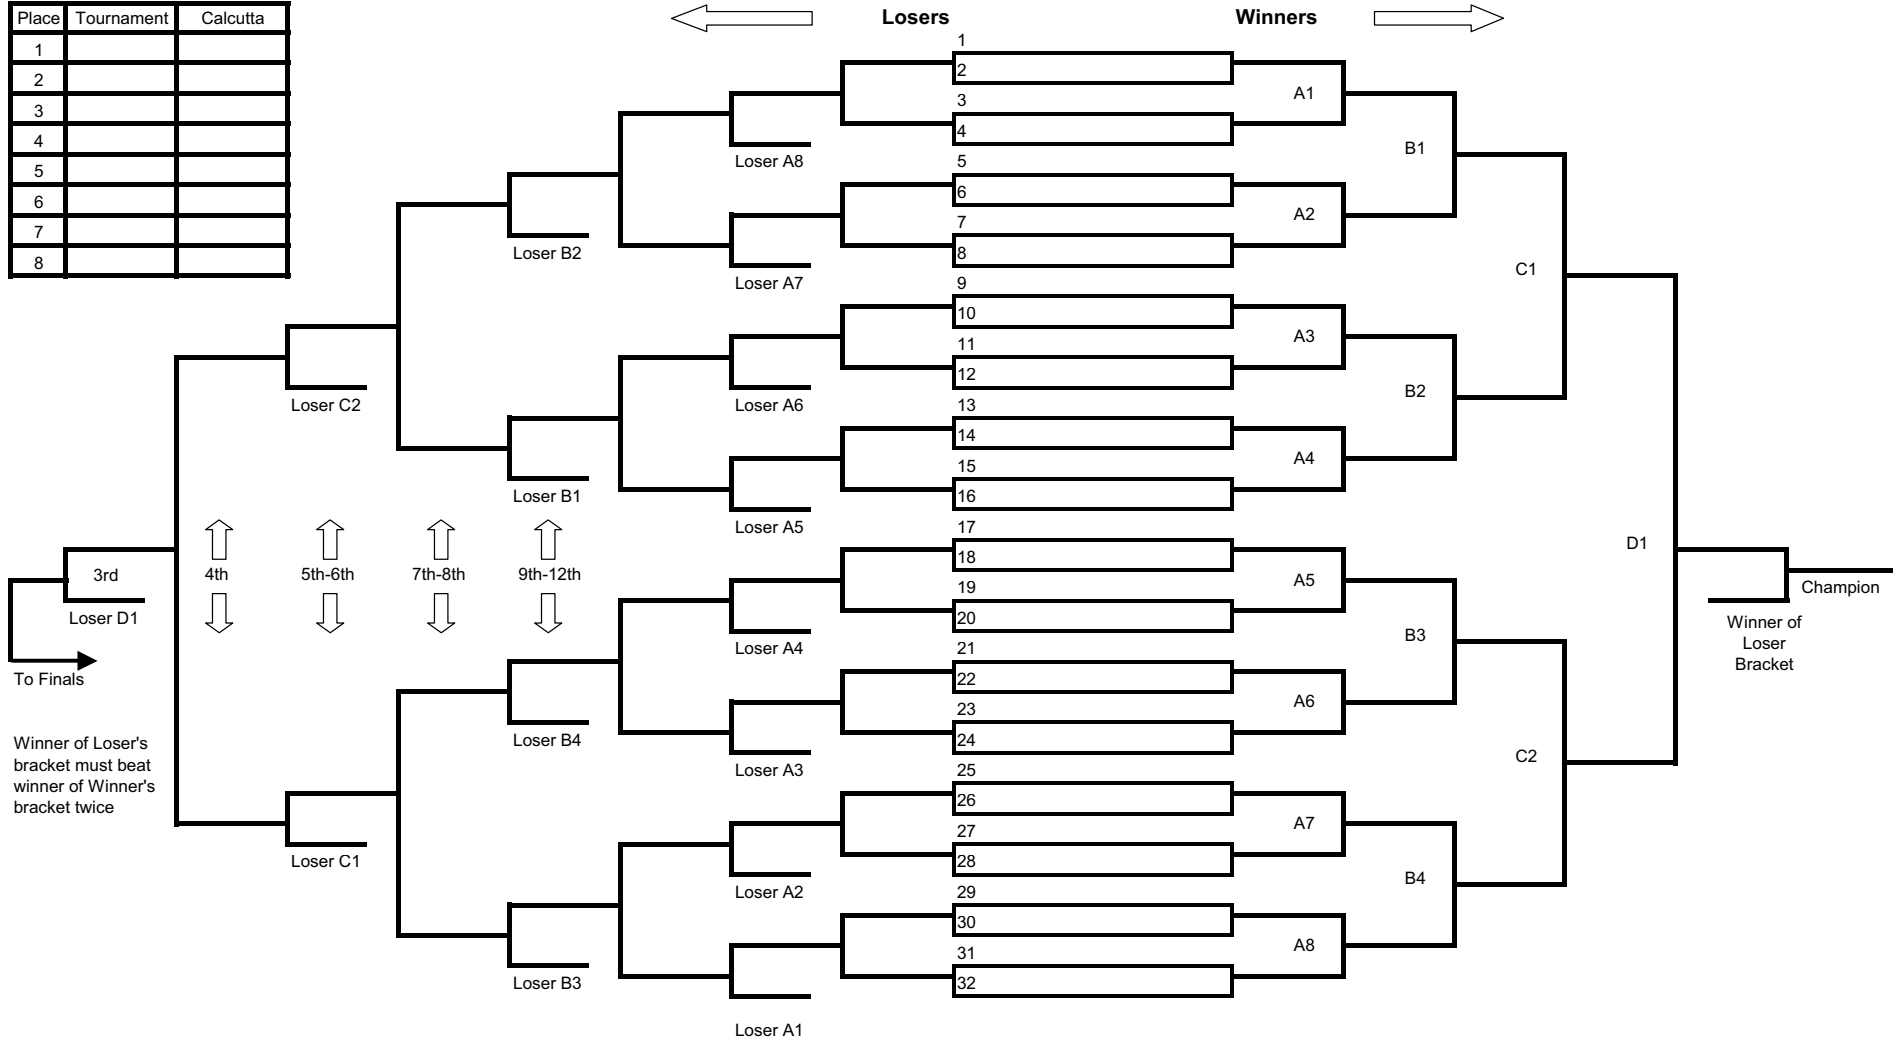 Place Tournament Calcutta
1
2
3
4
5
6
7
8
Losers
Winners
1
2
3
4
5
6
7
8
9
10
11
12
13
14
15
16
17
18
19
20
21
22
23
24
25
26
27
28
29
30
31
32
A1
A2
A3
A4
A5
A6
A7
A8
B1
B2
B3
B4
C1
C2
D1
Champion
Winner of
Loser
Bracket
Loser A8
Loser A7
Loser A6
Loser A5
Loser A4
Loser A3
Loser A2
Loser A1
Loser B2
Loser B1
Loser B4
Loser B3
Loser C2
Loser C1
3rd
4th
5th-6th
7th-8th
9th-12th
Loser D1
To Finals
Winner of Loser's
bracket must beat
winner of Winner's
bracket twice